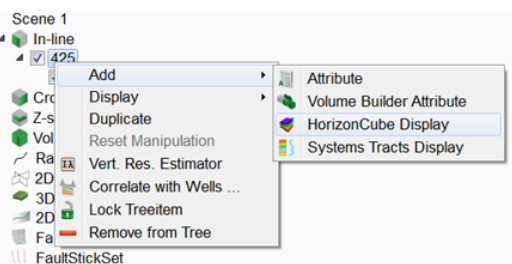 Scene 1
In-line
425
Add
Display
Duplicate
Reset Manipulation
Vert. Res. Estimator
Correlate with Wells ...
Lock Treeitem
Remove from Tree
Attribute
Volume Builder Attribute
HorizonCube Display
Systems Tracts Display
Cro
Z-s
Vol
Ra
2D
3D
2D
Fa
FaultStickSet